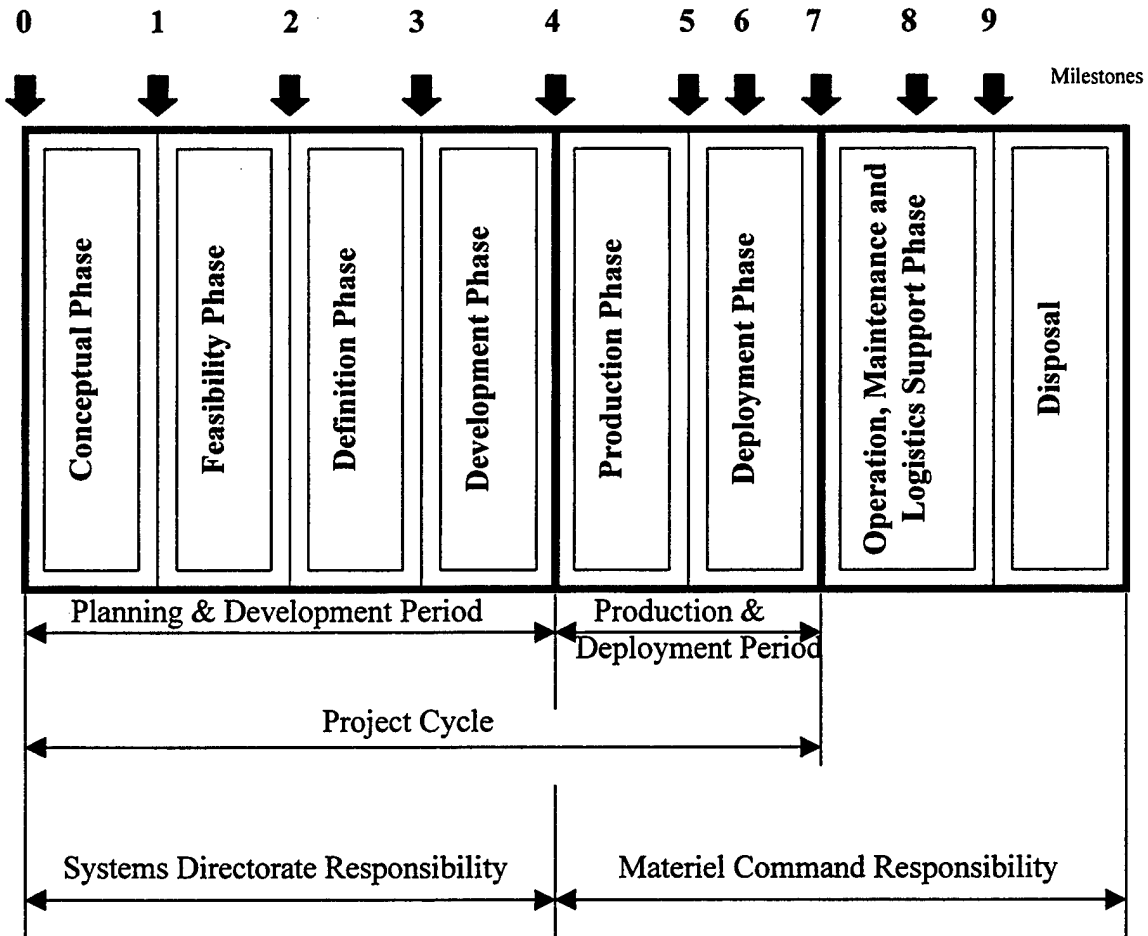 0 1 2 3 4 5 6 7 8 9
Milestones
Conceptual Phase
Feasibility Phase
Definition Phase
Development Phase
Production Phase
Deployment Phase
Operation, Maintenance and
Logistics Support Phase
Disposal
Planning & Development Period
Production &
Deployment Period
Project Cycle
Systems Directorate Responsibility
Materiel Command Responsibility